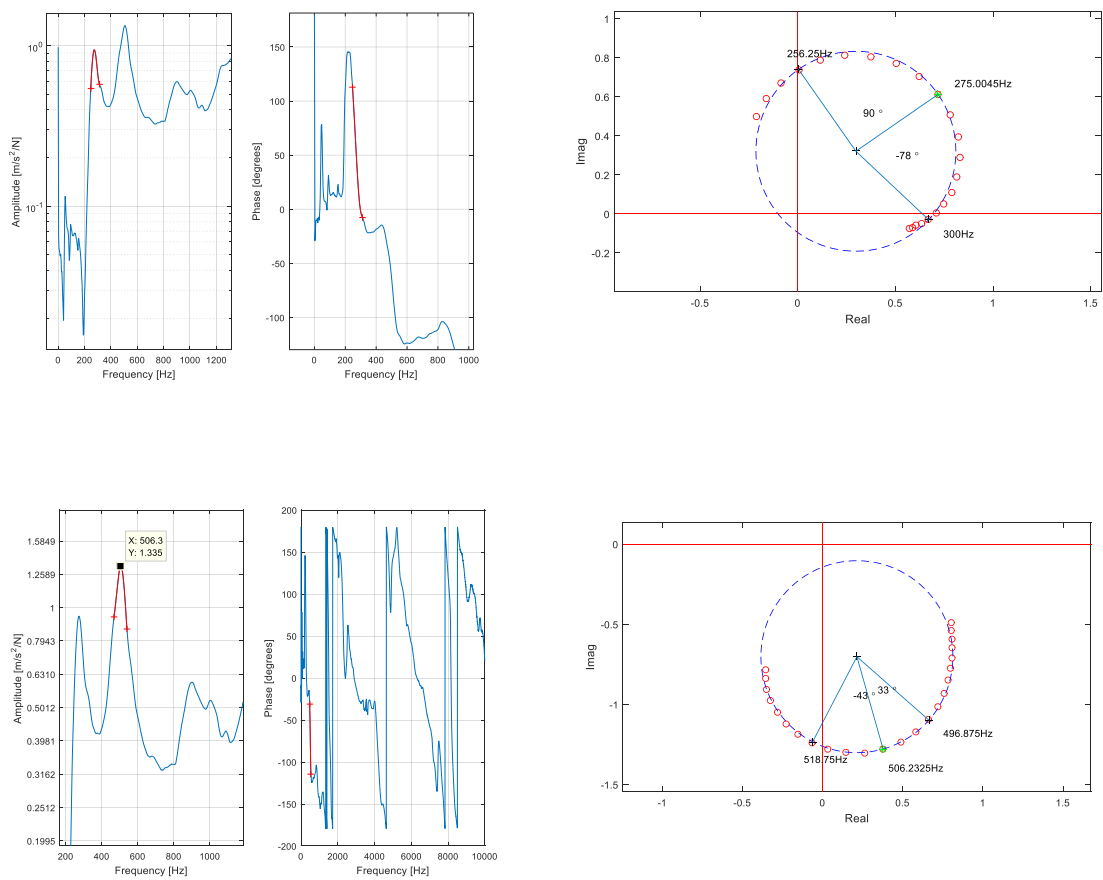 10^0
10^-1
Amplitude [m/s^2/N]
0 200 400 600 800 1000 1200
Frequency [Hz]
150
100
50
0
-50
-100
Phase [degrees]
0 200 400 600 800 1000
Frequency [Hz]
1
0.8
0.6
0.4
0.2
0
-0.2
Imag
256.25Hz
275.0045Hz
90 °
-78 °
300Hz
-0.5 0 0.5 1 1.5
Real
1.5849
1.2589
1
0.7943
0.6310
0.5012
0.3981
0.3162
0.2512
0.1995
Amplitude [m/s^2/N]
X: 506.3
Y: 1.335
200 400 600 800 1000
Frequency [Hz]
200
150
100
50
0
-50
-100
-150
-200
Phase [degrees]
0 2000 4000 6000 8000 10000
Frequency [Hz]
0
-0.5
-1
-1.5
Imag
-43 ° 33 °
496.875Hz
518.75Hz
506.2325Hz
-1 -0.5 0 0.5 1 1.5
Real